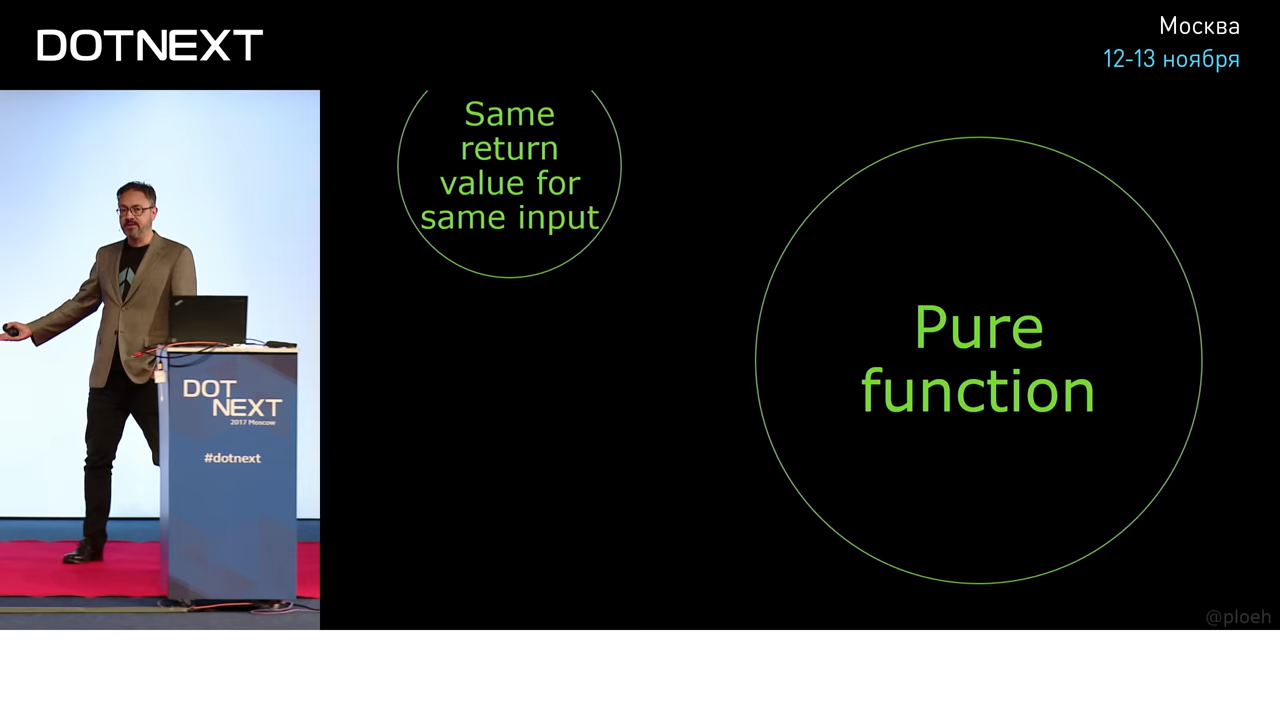 DOTNEXT
Москва
12-13 ноября
Same
return
value for
same input
Pure
function
DOT
NEXT
2017 Moscow
#dotnext
@ploeh